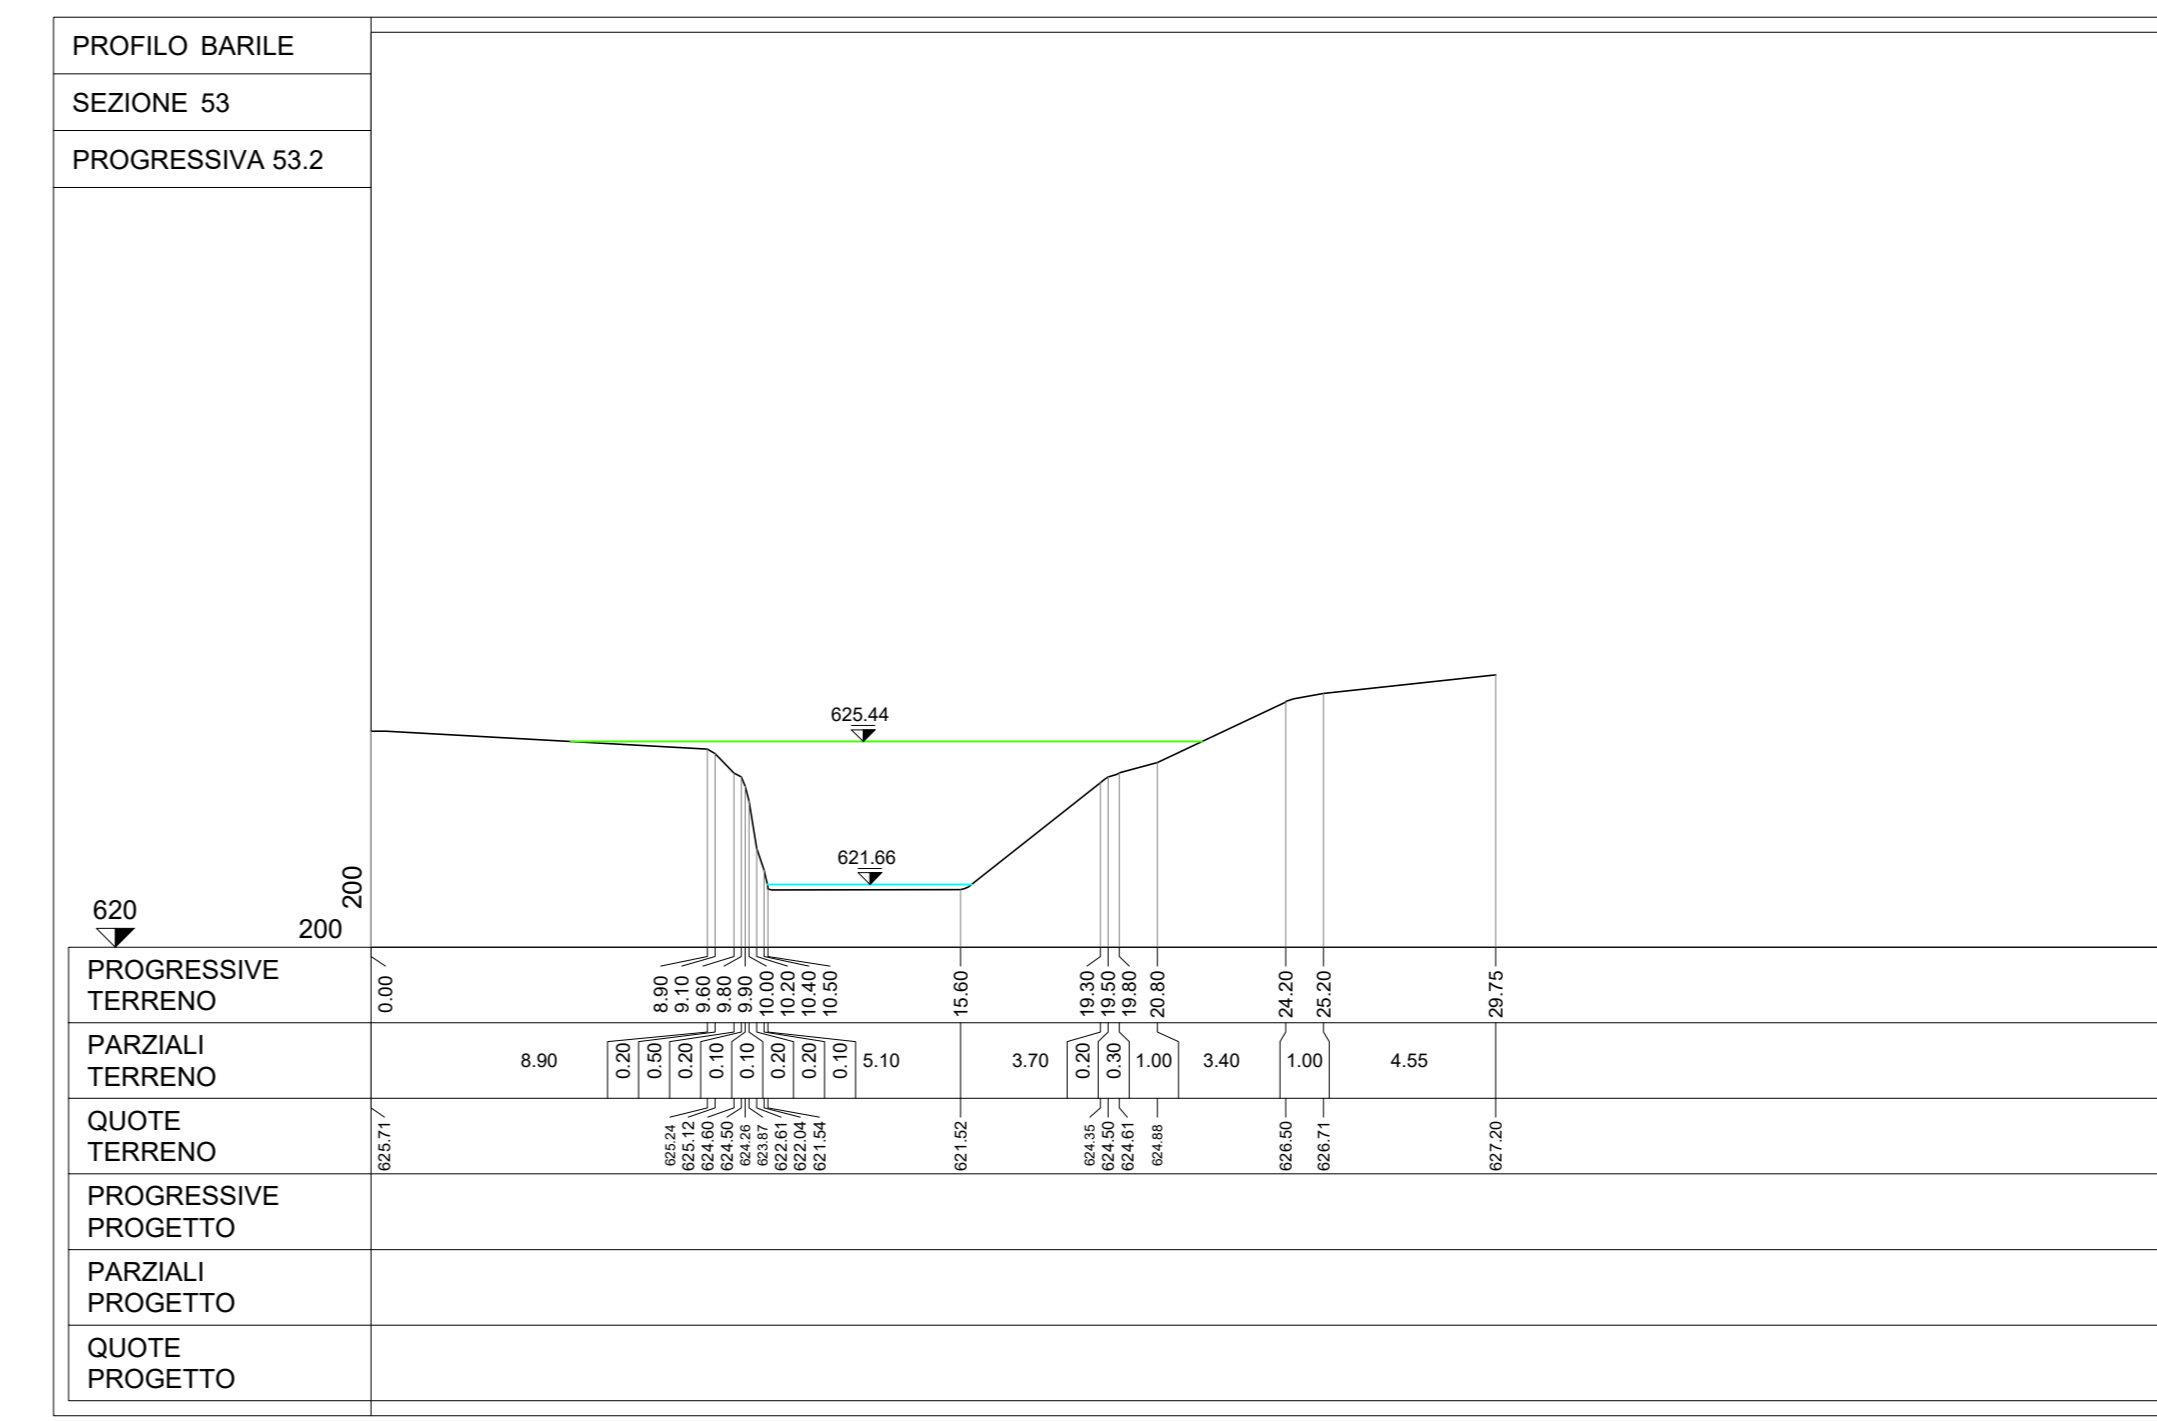 PROFILO BARILE
SEZIONE 53
PROGRESSIVA 53.2
625.44
621.66
620
200
200
PROGRESSIVE
TERRENO
0.00 8.90 9.10 9.60 9.80 9.90 10.00 10.20 10.40 10.50 15.60 19.30 19.50 19.80 20.80 24.20 25.20 29.75
PARZIALI
TERRENO
8.90 0.20 0.50 0.20 0.10 0.10 0.20 0.20 0.10 5.10 3.70 0.20 0.30 1.00 3.40 1.00 4.55
QUOTE
TERRENO
625.71 625.24 625.12 624.60 624.50 624.26 623.87 622.61 622.04 621.54 621.52 624.35 624.50 624.61 624.88 626.50 626.71 627.20
PROGRESSIVE
PROGETTO
PARZIALI
PROGETTO
QUOTE
PROGETTO